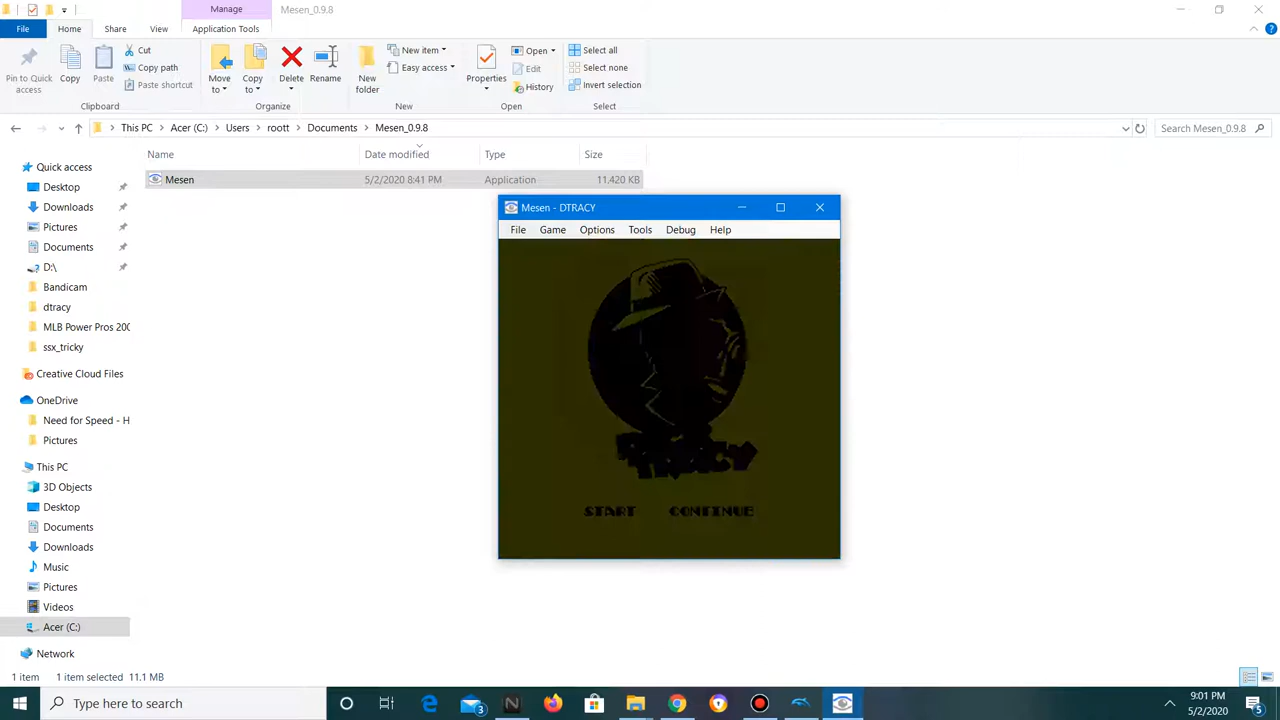 Manage
Mesen_0.9.8
File
Home
Share
View
Application Tools
Pin to Quick access
Copy
Paste
Cut
Copy path
Paste shortcut
Clipboard
Move to
Copy to
Delete
Rename
Organize
New folder
New item
Easy access
New
Properties
Open
Edit
History
Open
Select all
Select none
Invert selection
Select
This PC
Acer (C:)
Users
roott
Documents
Mesen_0.9.8
Search Mesen_0.9.8
Name
Date modified
Type
Size
Mesen
5/2/2020 8:41 PM
Application
11,420 KB
Quick access
Desktop
Downloads
Pictures
Documents
D:\
Bandicam
dtracy
MLB Power Pros 200
ssx_tricky
Creative Cloud Files
OneDrive
Need for Speed - H
Pictures
This PC
3D Objects
Desktop
Documents
Downloads
Music
Pictures
Videos
Acer (C:)
Network
Mesen - DTRACY
File Game Options Tools Debug Help
TRACY
START CONTINUE
1 item
1 item selected 11.1 MB
Type here to search
3
N
9:01 PM
5/2/2020
5